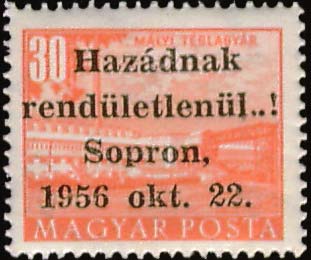 30
MÁLYI TÉGLAGYÁR
Hazádnak
rendületlenül..!
Sopron,
1956 okt. 22.
MAGYAR POSTA